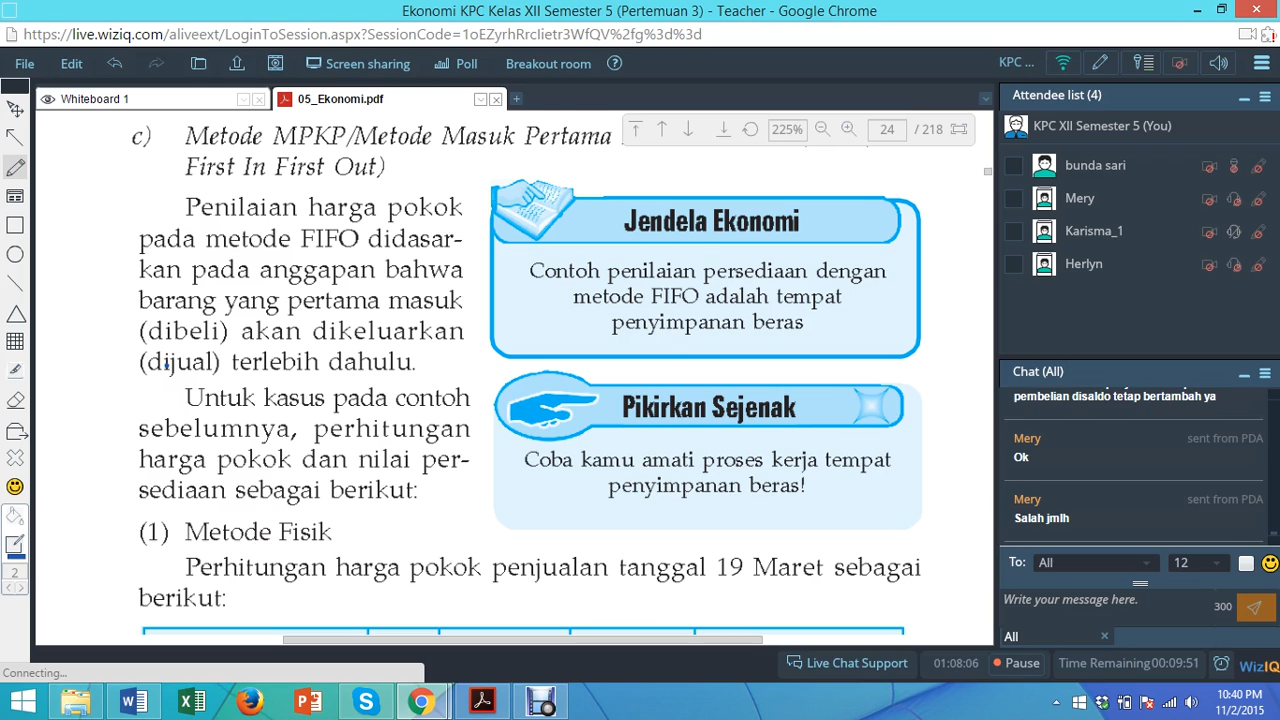 Ekonomi KPC Kelas XII Semester 5 (Pertemuan 3) - Teacher - Google Chrome
https://live.wiziq.com/aliveext/LoginToSession.aspx?SessionCode=1oEZyrhRrcIietr3WfQV%2fg%3d%3d
File Edit Screen sharing Poll Breakout room ? KPC ...
Whiteboard 1
05_Ekonomi.pdf
225% 24 / 218
c) Metode MPKP/Metode Masuk Pertama
First In First Out)
Penilaian harga pokok
pada metode FIFO didasar-
kan pada anggapan bahwa
barang yang pertama masuk
(dibeli) akan dikeluarkan
(dijual) terlebih dahulu.
Untuk kasus pada contoh
sebelumnya, perhitungan
harga pokok dan nilai per-
sediaan sebagai berikut:
Jendela Ekonomi
Contoh penilaian persediaan dengan
metode FIFO adalah tempat
penyimpanan beras
Pikirkan Sejenak
Coba kamu amati proses kerja tempat
penyimpanan beras!
(1) Metode Fisik
Perhitungan harga pokok penjualan tanggal 19 Maret sebagai
berikut:
Attendee list (4)
KPC XII Semester 5 (You)
bunda sari
Mery
Karisma_1
Herlyn
Chat (All)
pembelian disaldo tetap bertambah ya
Mery sent from PDA
Ok
Mery sent from PDA
Salah jmlh
To: All 12
Write your message here. 300
All
2
Connecting...
Live Chat Support 01:08:06 Pause Time Remaining 00:09:51 WizIQ
10:40 PM
11/2/2015